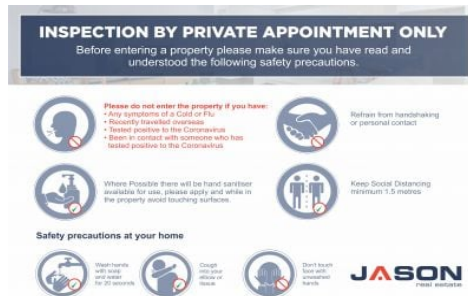 INSPECTION BY PRIVATE APPOINTMENT ONLY
Before entering a property please make sure you have read and
understood the following safety precautions.
Please do not enter the property if you have:
• Any symptoms of a Cold or Flu
• Recently travelled overseas
• Tested positive to the Coronavirus
• Been in contact with someone who has
tested positive to the Coronavirus
Refrain from handshaking
or personal contact
Where Possible there will be hand sanitiser
available for use, please apply and while in
the property avoid touching surfaces.
Keep Social Distancing
minimum 1.5 metres
Safety precautions at your home
Wash hands
with soap
and water
for 20 seconds
Cough
into your
elbow or
tissue
Don't touch
face with
unwashed
hands
JASON
real estate